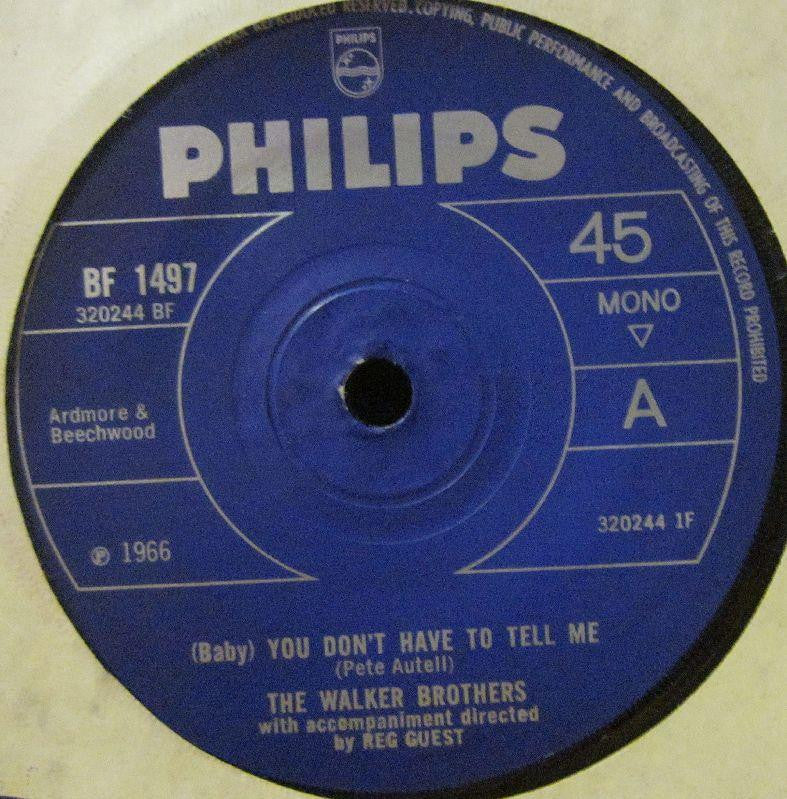 REPRODUCED RESERVED. COPYING, PUBLIC PERFORMANCE AND BROADCASTING OF THIS RECORD PROHIBITED
PHILIPS
PHILIPS
BF 1497
320244 BF
45
MONO
Ardmore &
Beechwood
A
℗ 1966
320244 1F
(Baby) YOU DON'T HAVE TO TELL ME
(Pete Autell)
THE WALKER BROTHERS
with accompaniment directed
by REG GUEST